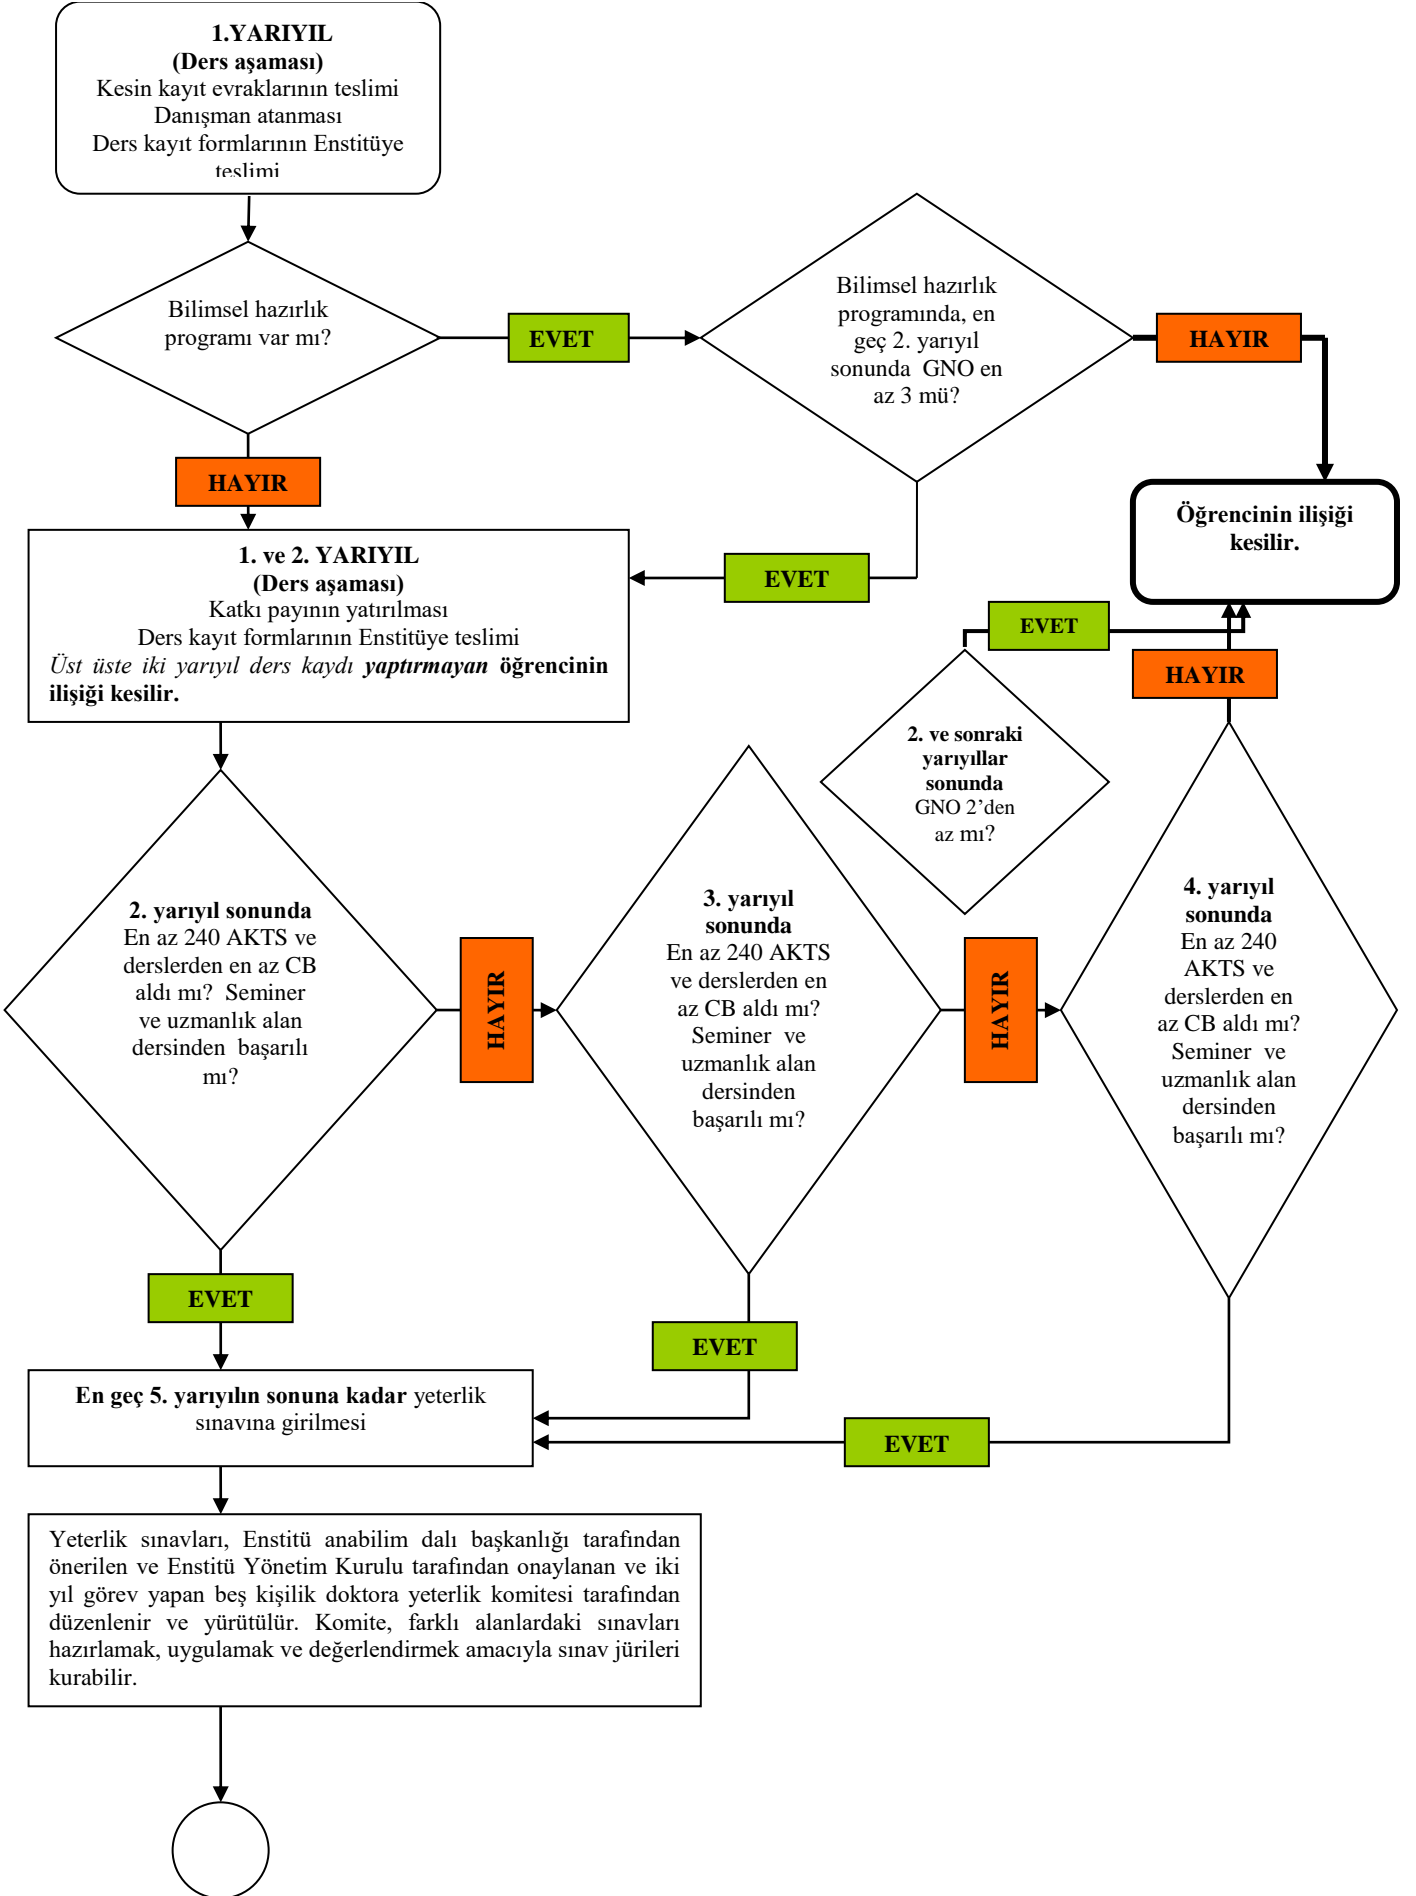 1.YARIYIL
(Ders aşaması)
Kesin kayıt evraklarının teslimi
Danışman atanması
Ders kayıt formlarının Enstitüye
teslimi
Bilimsel hazırlık
programı var mı?
EVET
Bilimsel hazırlık
programında, en
geç 2. yarıyıl
sonunda GNO en
az 3 mü?
HAYIR
HAYIR
Öğrencinin ilişiği
kesilir.
1. ve 2. YARIYIL
(Ders aşaması)
Katkı payının yatırılması
Ders kayıt formlarının Enstitüye teslimi
Üst üste iki yarıyıl ders kaydı yaptırmayan öğrencinin
ilişiği kesilir.
EVET
EVET
HAYIR
2. ve sonraki
yarıyıllar
sonunda
GNO 2’den
az mı?
2. yarıyıl sonunda
En az 240 AKTS ve
derslerden en az CB
aldı mı? Seminer
ve uzmanlık alan
dersinden başarılı
mı?
HAYIR
3. yarıyıl
sonunda
En az 240 AKTS
ve derslerden en
az CB aldı mı?
Seminer ve
uzmanlık alan
dersinden
başarılı mı?
HAYIR
4. yarıyıl
sonunda
En az 240
AKTS ve
derslerden en
az CB aldı mı?
Seminer ve
uzmanlık alan
dersinden
başarılı mı?
EVET
EVET
EVET
En geç 5. yarıyılın sonuna kadar yeterlik
sınavına girilmesi
Yeterlik sınavları, Enstitü anabilim dalı başkanlığı tarafından
önerilen ve Enstitü Yönetim Kurulu tarafından onaylanan ve iki
yıl görev yapan beş kişilik doktora yeterlik komitesi tarafından
düzenlenir ve yürütülür. Komite, farklı alanlardaki sınavları
hazırlamak, uygulamak ve değerlendirmek amacıyla sınav jürileri
kurabilir.